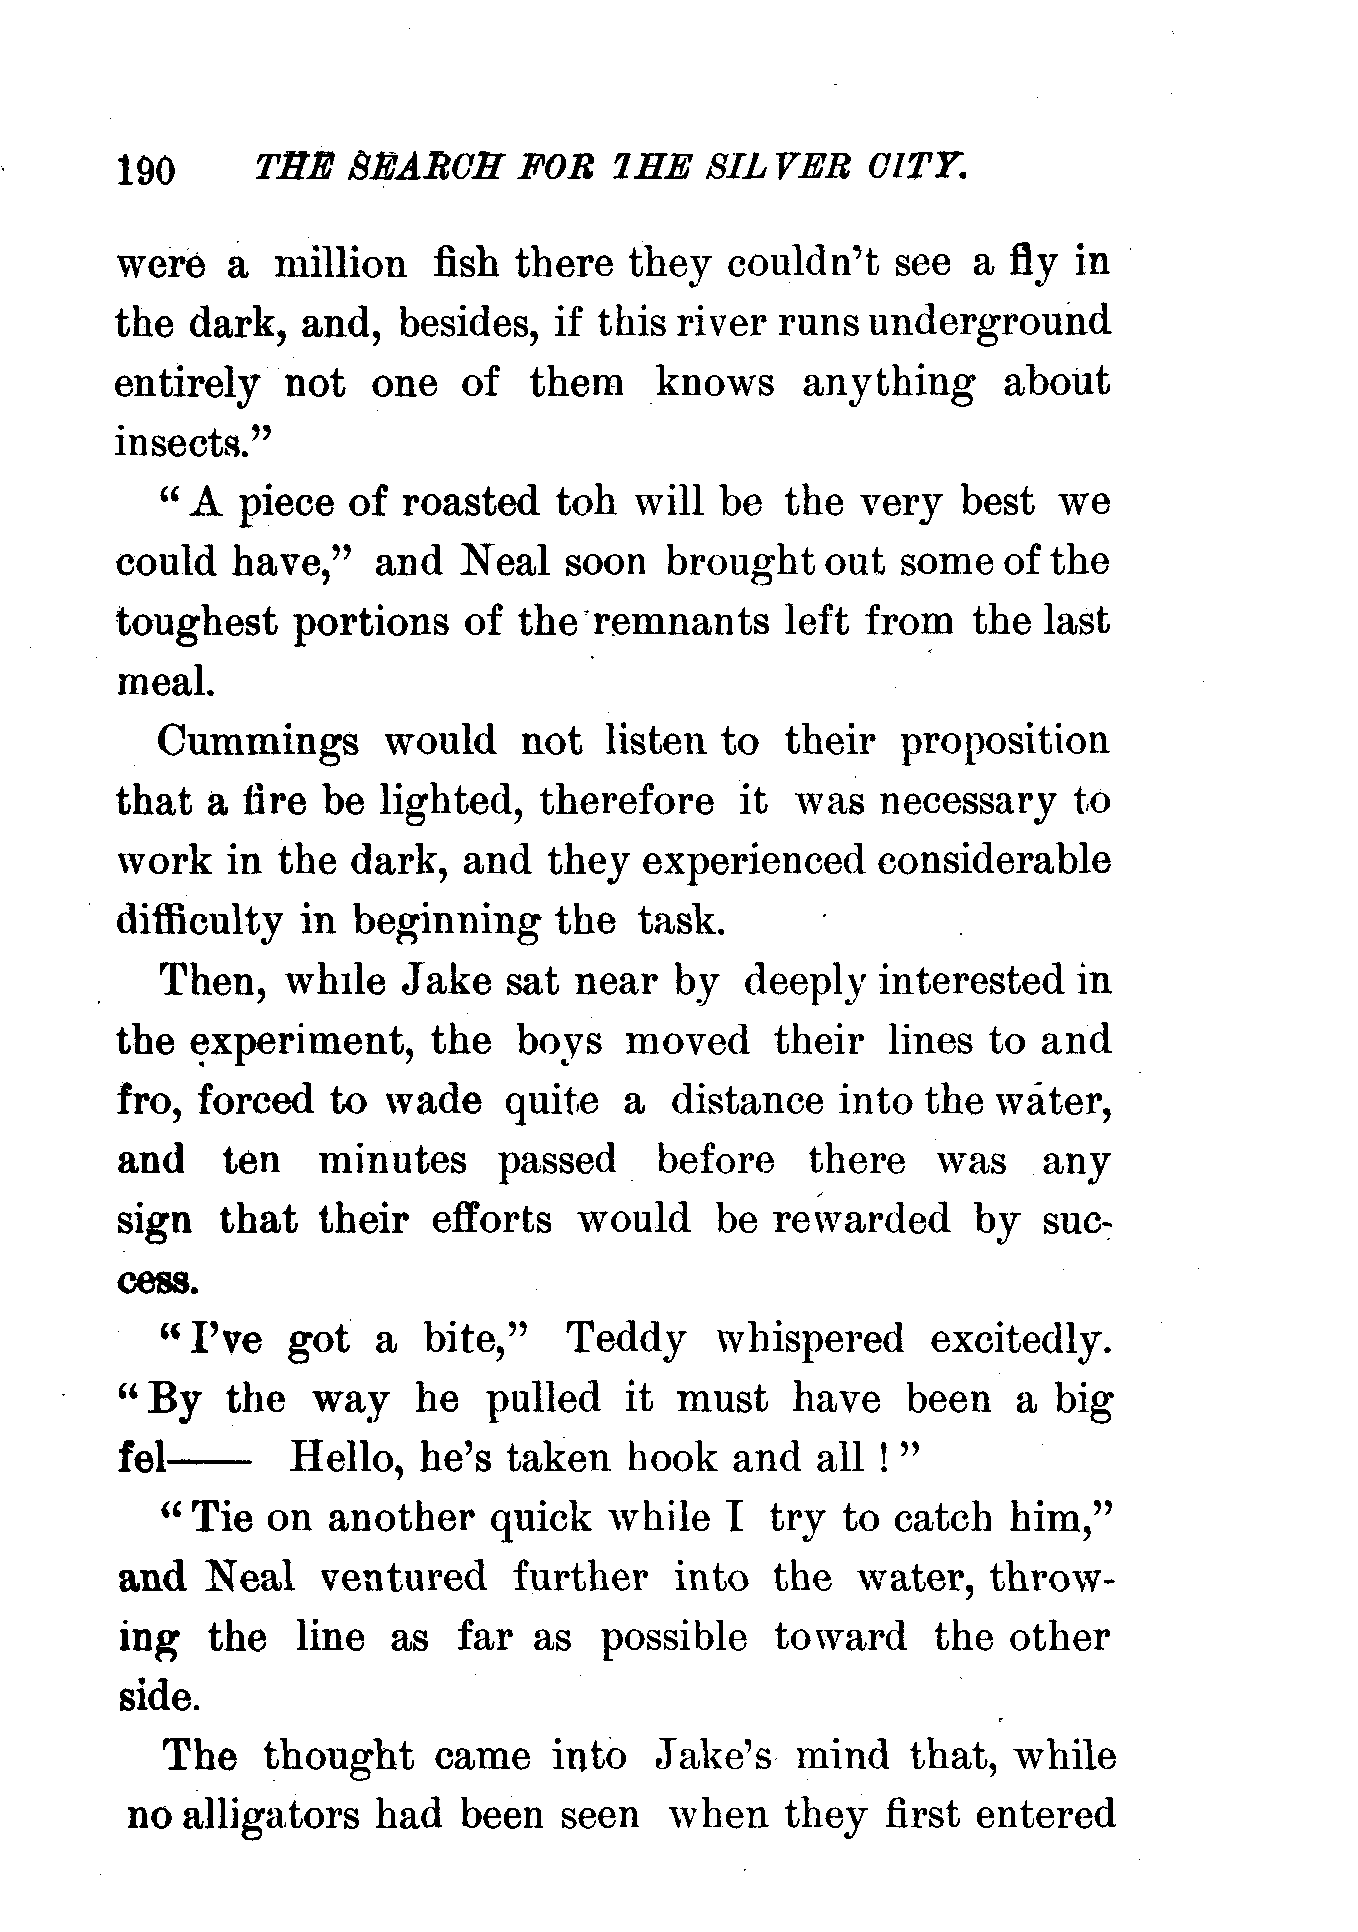 190 THE SEARCH FOR THE SILVER CITY.
were a million fish there they couldn't see a fly in
the dark, and, besides, if this river runs underground
entirely not one of them knows anything about
insects."
"A piece of roasted toh will be the very best we
could have," and Neal soon brought out some of the
toughest portions of the remnants left from the last
meal.
Cummings would not listen to their proposition
that a fire be lighted, therefore it was necessary to
work in the dark, and they experienced considerable
difficulty in beginning the task.
Then, while Jake sat near by deeply interested in
the experiment, the boys moved their lines to and
fro, forced to wade quite a distance into the water,
and ten minutes passed before there was any
sign that their efforts would be rewarded by suc-
cess.
"I've got a bite," Teddy whispered excitedly.
"By the way he pulled it must have been a big
fel—— Hello, he's taken hook and all!"
"Tie on another quick while I try to catch him,"
and Neal ventured further into the water, throw-
ing the line as far as possible toward the other
side.
The thought came into Jake's mind that, while
no alligators had been seen when they first entered